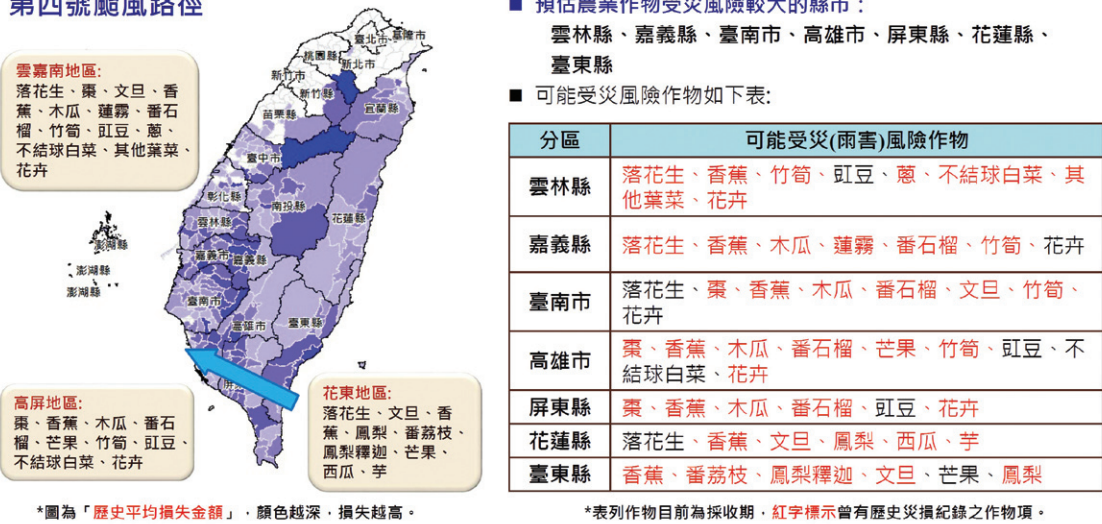 第四號颱風路徑
雲嘉南地區:
落花生、棗、文旦、香
蕉、木瓜、蓮霧、番石
榴、竹筍、豇豆、蔥、
不結球白菜、其他葉菜、
花卉
臺北市
基隆市
桃園縣
新北市
新竹市
新竹縣
宜蘭縣
苗栗縣
臺中市
彰化縣
南投縣
花蓮縣
雲林縣
澎湖縣
嘉義市
嘉義縣
澎湖縣
澎湖縣
臺南市
高雄市
臺東縣
屏
高屏地區:
棗、香蕉、木瓜、番石
榴、芒果、竹筍、豇豆、
不結球白菜、花卉
花東地區:
落花生、文旦、香
蕉、鳳梨、番荔枝、
鳳梨釋迦、芒果、
西瓜、芋
*圖為「歷史平均損失金額」，顏色越深，損失越高。
■ 預估農業作物受災風險較大的縣市：
雲林縣、嘉義縣、臺南市、高雄市、屏東縣、花蓮縣、
臺東縣
■ 可能受災風險作物如下表:
分區 可能受災(雨害)風險作物
雲林縣 落花生、香蕉、竹筍、豇豆、蔥、不結球白菜、其
他葉菜、花卉
嘉義縣 落花生、香蕉、木瓜、蓮霧、番石榴、竹筍、花卉
臺南市 落花生、棗、香蕉、木瓜、番石榴、文旦、竹筍、
花卉
高雄市 棗、香蕉、木瓜、番石榴、芒果、竹筍、豇豆、不
結球白菜、花卉
屏東縣 棗、香蕉、木瓜、番石榴、豇豆、花卉
花蓮縣 落花生、香蕉、文旦、鳳梨、西瓜、芋
臺東縣 香蕉、番荔枝、鳳梨釋迦、文旦、芒果、鳳梨
*表列作物目前為採收期，紅字標示曾有歷史災損紀錄之作物項。